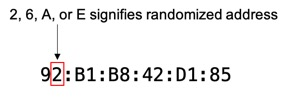 2, 6, A, or E signifies randomized address
92:B1:B8:42:D1:85